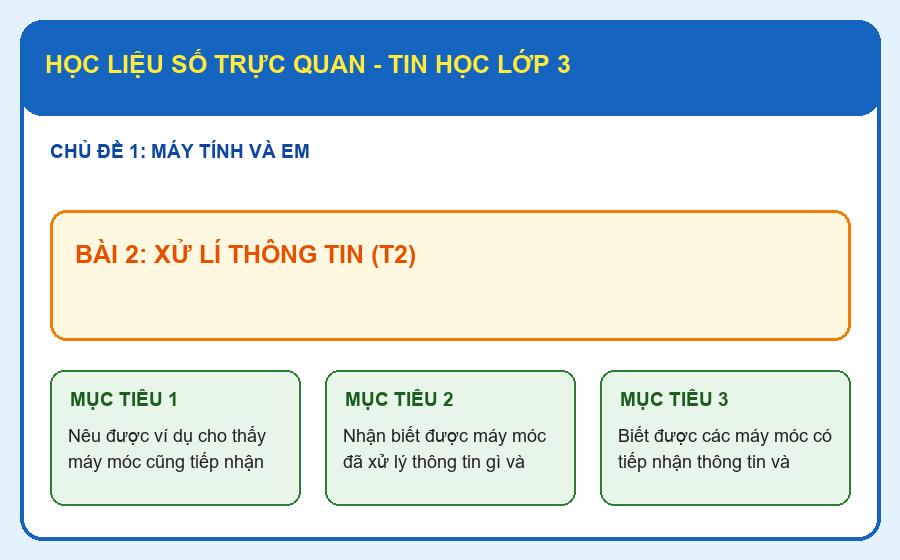 HỌC LIỆU SỐ TRỰC QUAN - TIN HỌC LỚP 3
CHỦ ĐỀ 1: MÁY TÍNH VÀ EM
BÀI 2: XỬ LÍ THÔNG TIN (T2)
MỤC TIÊU 1
Nêu được ví dụ cho thấy
máy móc cũng tiếp nhận
MỤC TIÊU 2
Nhận biết được máy móc
đã xử lý thông tin gì và
MỤC TIÊU 3
Biết được các máy móc có
tiếp nhận thông tin và